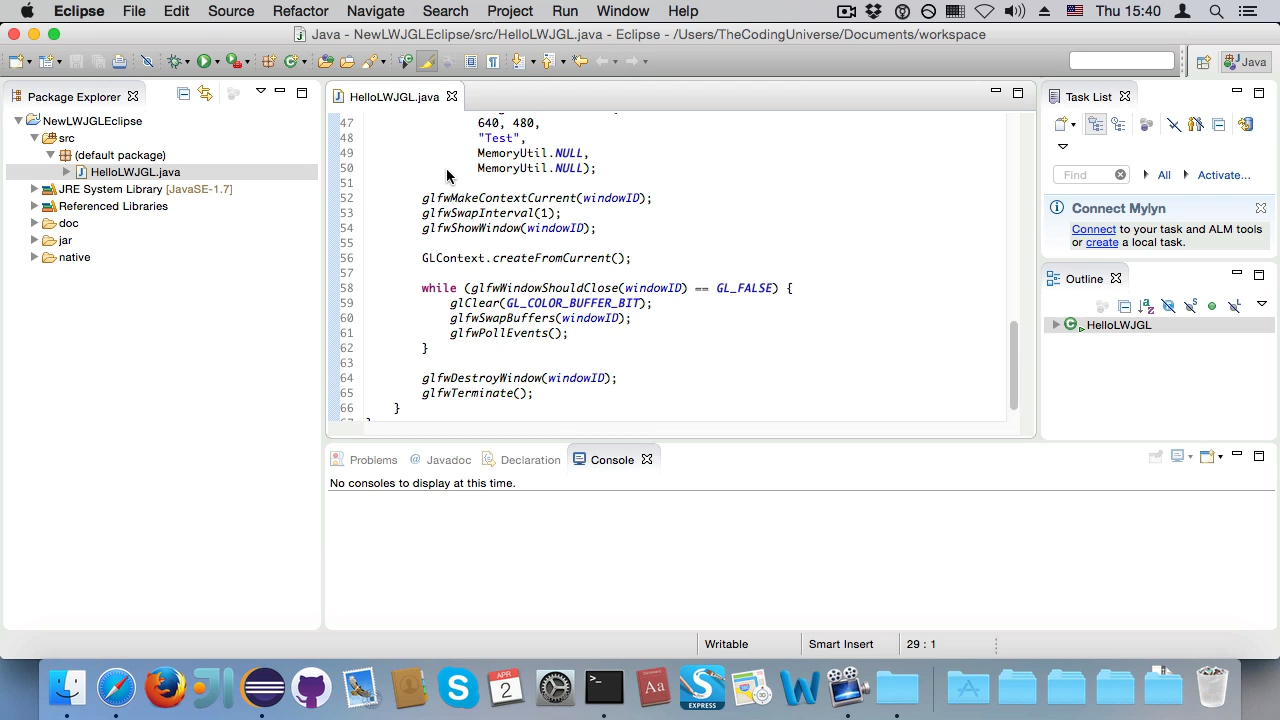 Eclipse File Edit Source Refactor Navigate Search Project Run Window Help Thu 15:40
Java - NewLWJGLEclipse/src/HelloLWJGL.java - Eclipse - /Users/TheCodingUniverse/Documents/workspace
Java
Package Explorer
NewLWJGLEclipse
src
(default package)
HelloLWJGL.java
JRE System Library [JavaSE-1.7]
Referenced Libraries
doc
jar
native
HelloLWJGL.java
47 640, 480,
48 "Test",
49 MemoryUtil.NULL,
50 MemoryUtil.NULL);
51
52 glfwMakeContextCurrent(windowID);
53 glfwSwapInterval(1);
54 glfwShowWindow(windowID);
55
56 GLContext.createFromCurrent();
57
58 while (glfwWindowShouldClose(windowID) == GL_FALSE) {
59 glClear(GL_COLOR_BUFFER_BIT);
60 glfwSwapBuffers(windowID);
61 glfwPollEvents();
62 }
63
64 glfwDestroyWindow(windowID);
65 glfwTerminate();
66 }
Task List
Find All Activate...
Connect Mylyn
Connect to your task and ALM tools
or create a local task.
Outline
HelloLWJGL
Problems @ Javadoc Declaration Console
No consoles to display at this time.
Writable Smart Insert 29 : 1
APR
2
Aa
S
EXPRESS
W